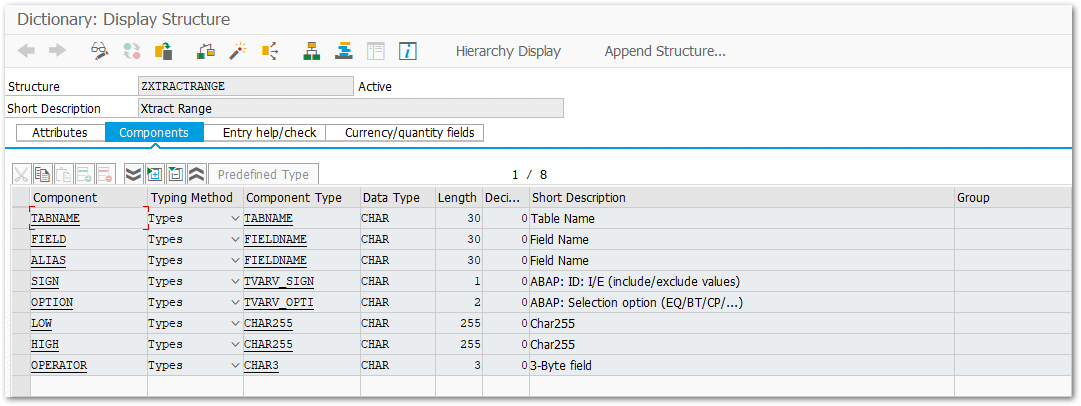 Dictionary: Display Structure
Hierarchy Display Append Structure...
Structure ZXTRACTRANGE Active
Short Description Xtract Range
Attributes Components Entry help/check Currency/quantity fields
Predefined Type 1 / 8
Component Typing Method Component Type Data Type Length Deci... Short Description Group
TABNAME Types TABNAME CHAR 30 0 Table Name
FIELD Types FIELDNAME CHAR 30 0 Field Name
ALIAS Types FIELDNAME CHAR 30 0 Field Name
SIGN Types TVARV_SIGN CHAR 1 0 ABAP: ID: I/E (include/exclude values)
OPTION Types TVARV_OPTI CHAR 2 0 ABAP: Selection option (EQ/BT/CP/...)
LOW Types CHAR255 CHAR 255 0 Char255
HIGH Types CHAR255 CHAR 255 0 Char255
OPERATOR Types CHAR3 CHAR 3 0 3-Byte field